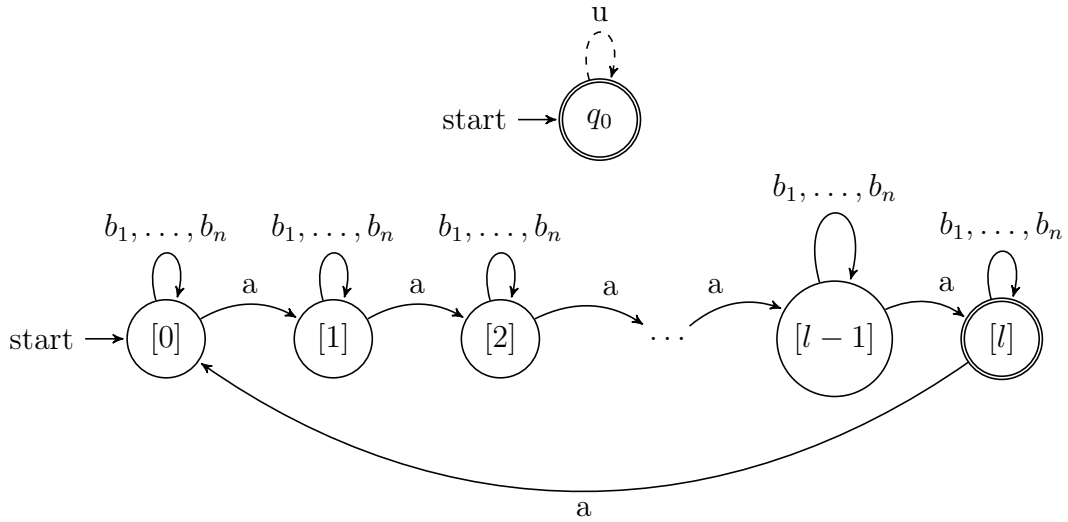 u
start q₀
b₁, . . . , bₙ
b₁, . . . , bₙ b₁, . . . , bₙ b₁, . . . , bₙ b₁, . . . , bₙ
a a a a a
start [0] [1] [2] . . . [l − 1] [l]
a